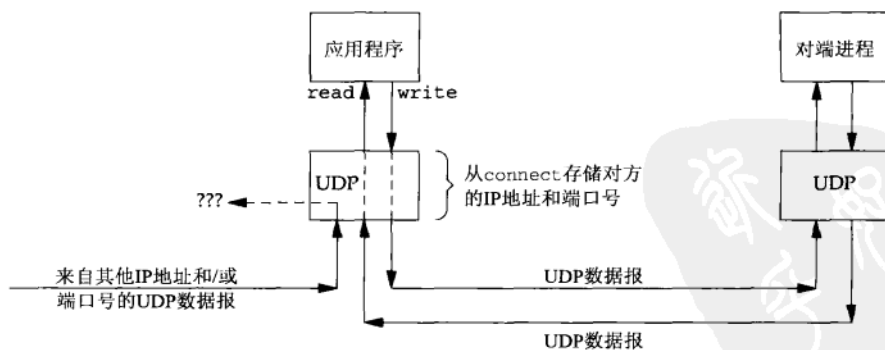 应用程序
对端进程
read
write
UDP
从connect存储对方
的IP地址和端口号
UDP
???
来自其他IP地址和/或
端口号的UDP数据报
UDP数据报
UDP数据报